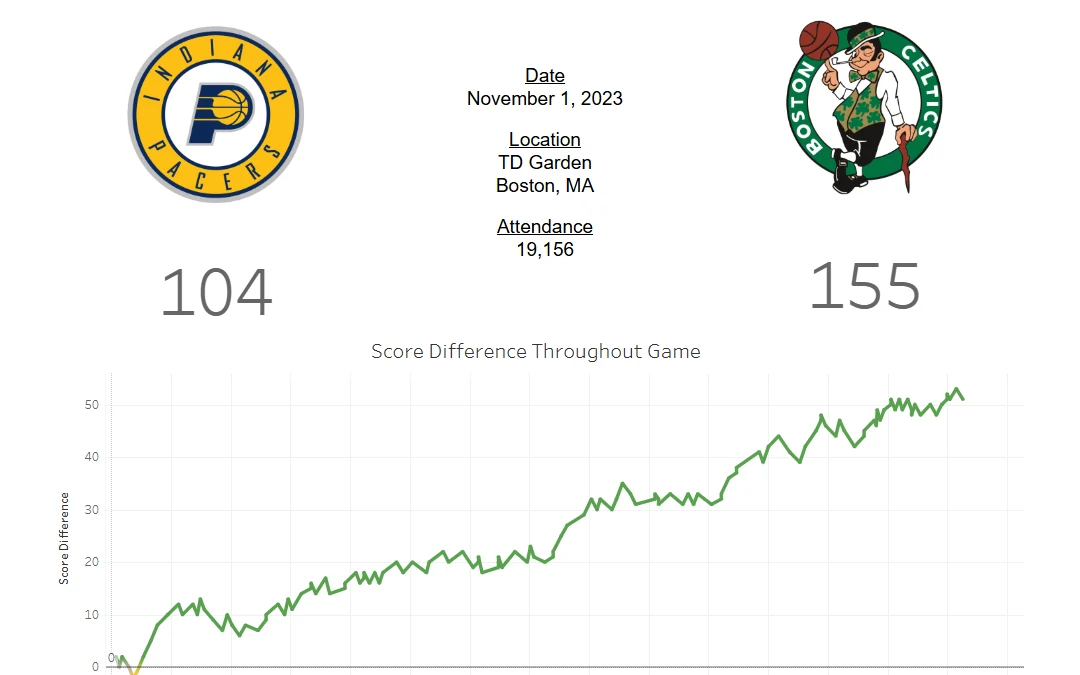 INDIANA
PACERS
BOSTON
CELTICS
Date
November 1, 2023
Location
TD Garden
Boston, MA
Attendance
19,156
104
155
Score Difference Throughout Game
Score Difference
50
40
30
20
10
0
0